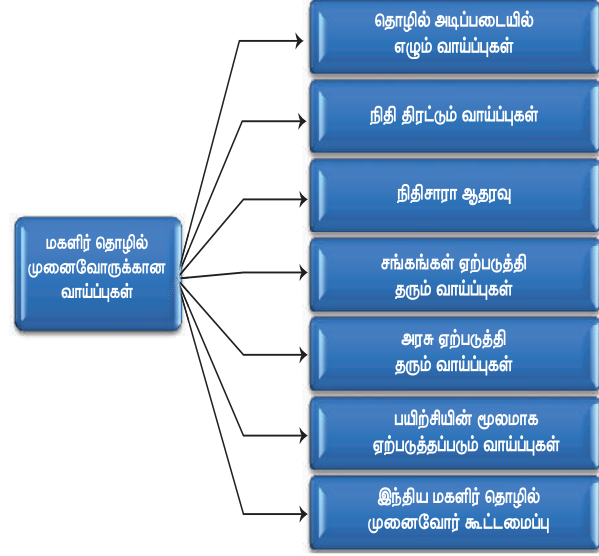 மகளிர் தொழில்
முனைவோருக்கான
வாய்ப்புகள்
தொழில் அடிப்படையில்
எழும் வாய்ப்புகள்
நிதி திரட்டும் வாய்ப்புகள்
நிதிசாரா ஆதரவு
சங்கங்கள் ஏற்படுத்தி
தரும் வாய்ப்புகள்
அரசு ஏற்படுத்தி
தரும் வாய்ப்புகள்
பயிற்சியின் மூலமாக
ஏற்படுத்தப்படும் வாய்ப்புகள்
இந்திய மகளிர் தொழில்
முனைவோர் கூட்டமைப்பு